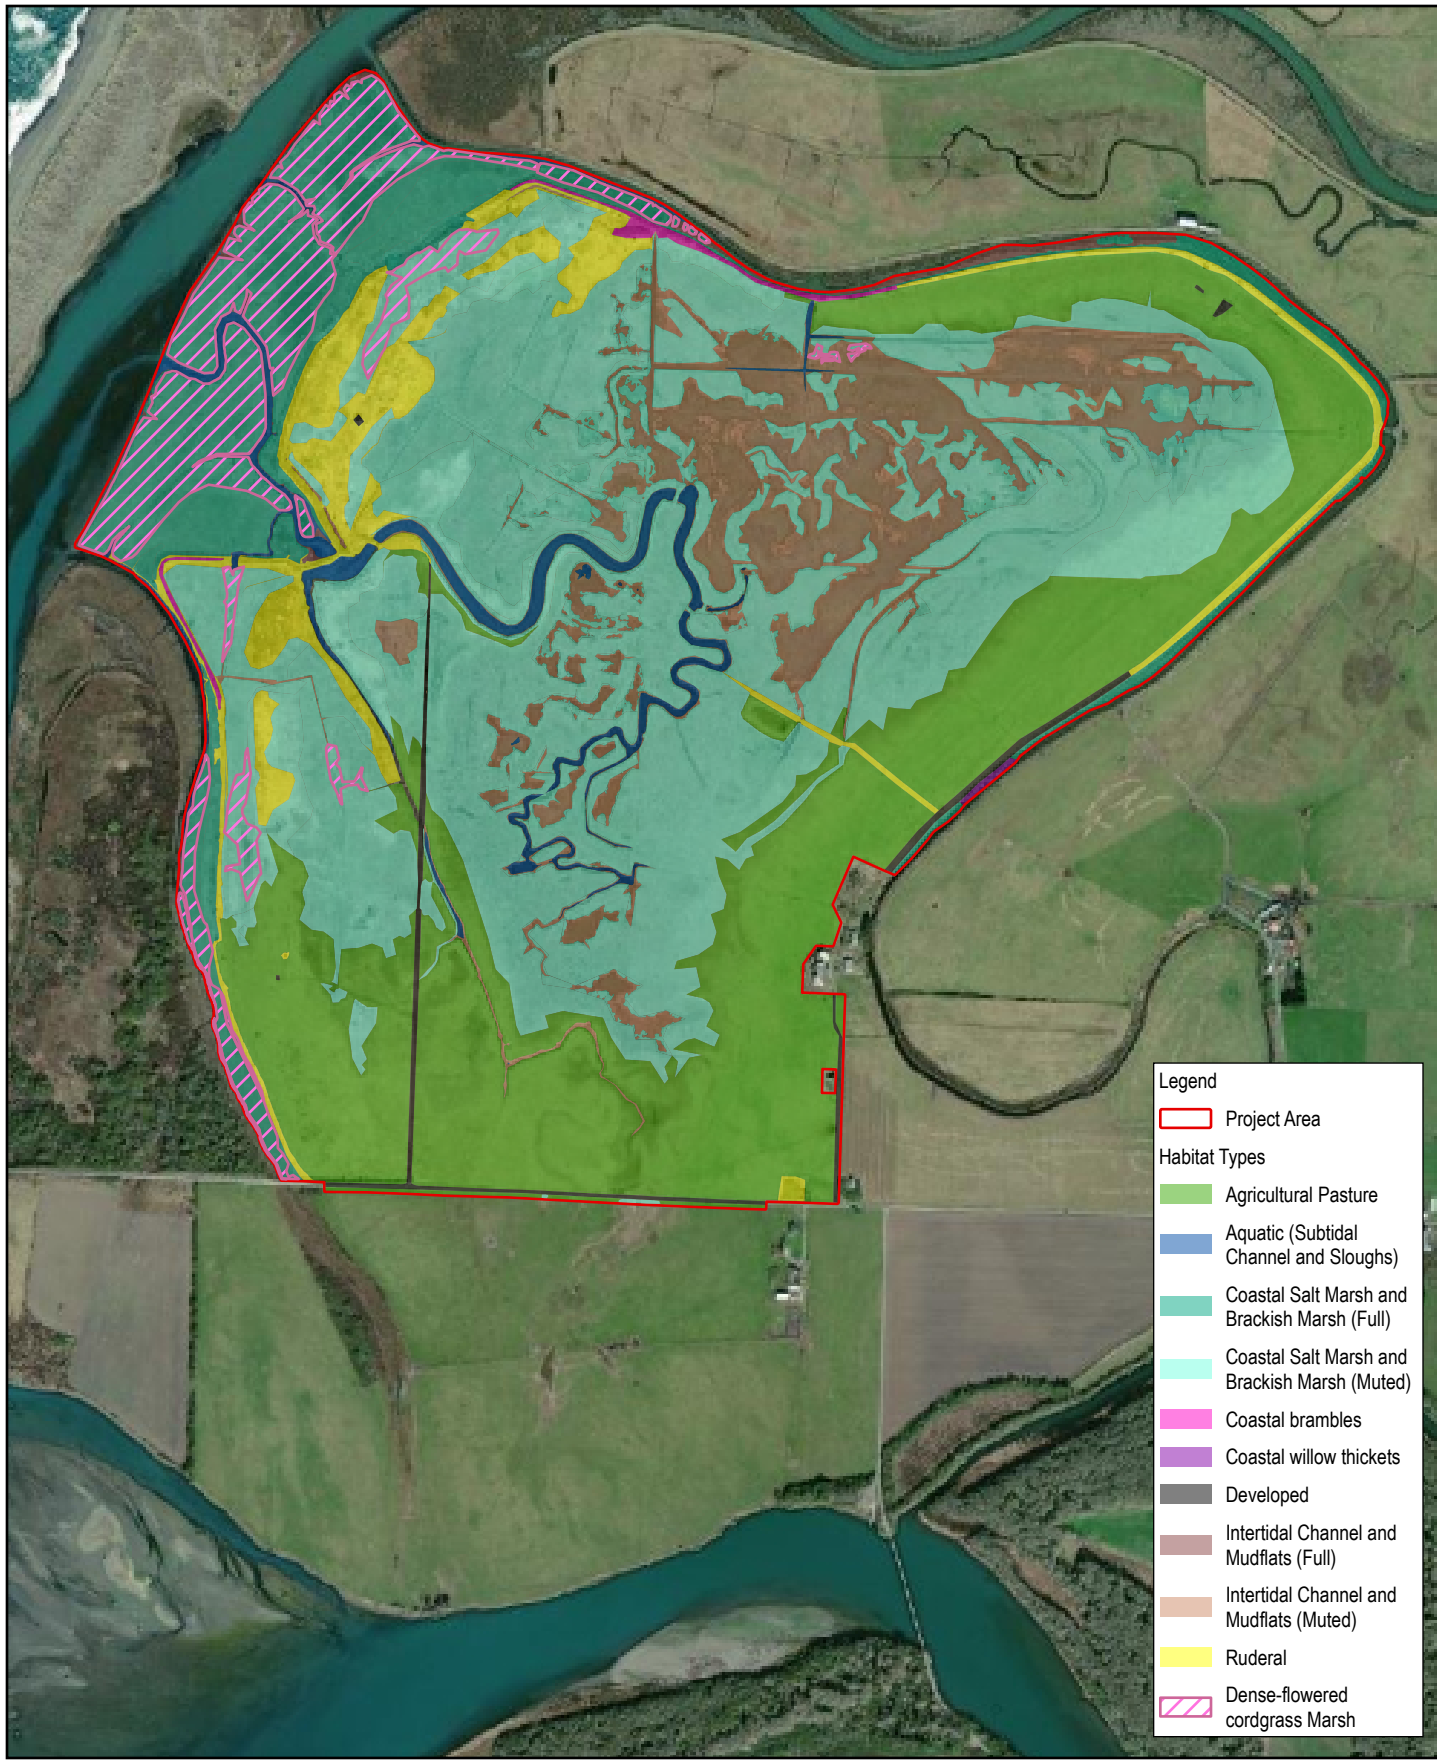 Legend
Project Area
Habitat Types
Agricultural Pasture
Aquatic (Subtidal
Channel and Sloughs)
Coastal Salt Marsh and
Brackish Marsh (Full)
Coastal Salt Marsh and
Brackish Marsh (Muted)
Coastal brambles
Coastal willow thickets
Developed
Intertidal Channel and
Mudflats (Full)
Intertidal Channel and
Mudflats (Muted)
Ruderal
Dense-flowered
cordgrass Marsh